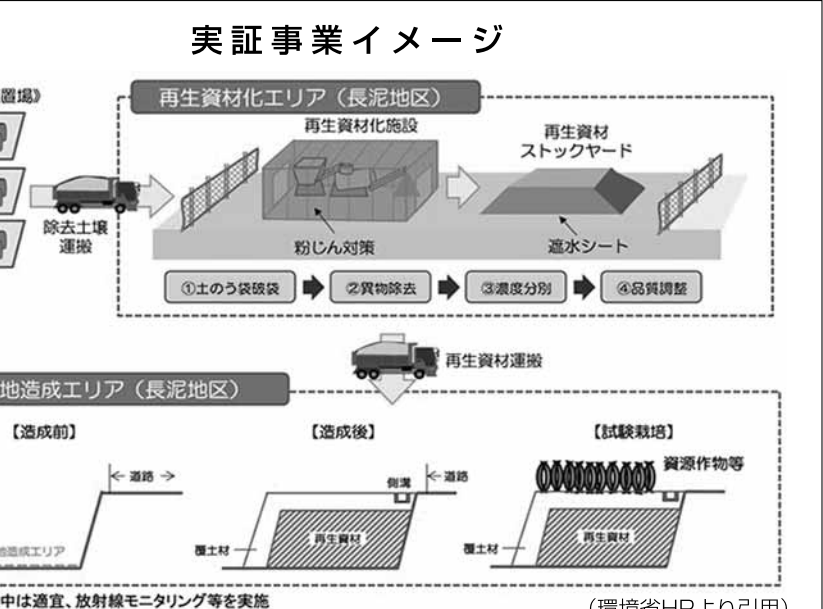 実証事業イメージ
置場》
再生資材化エリア（長泥地区）
再生資材化施設
再生資材
ストックヤード
除去土壌
運搬
粉じん対策
遮水シート
①土のう袋破袋
②異物除去
③濃度分別
④品質調整
再生資材運搬
地造成エリア（長泥地区）
【造成前】
【造成後】
【試験栽培】
道路
側溝
道路
資源作物等
地造成エリア
覆土材
再生資材
覆土材
再生資材
中は適宜、放射線モニタリング等を実施
（環境省HPより引用）